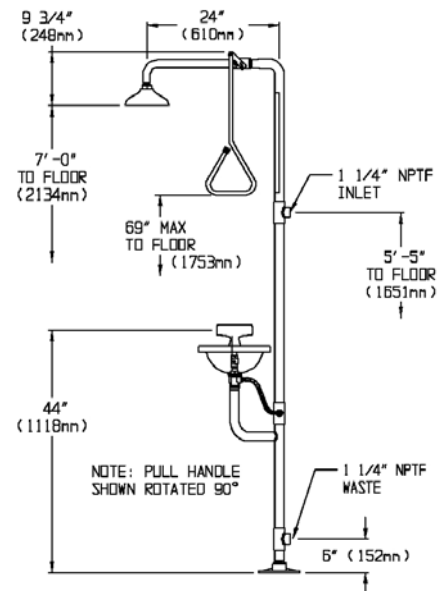 9 3/4"
(248mm)
24"
(610mm)
7'-0"
TO FLOOR
(2134mm)
1 1/4" NPTF
INLET
69" MAX
TO FLOOR
(1753mm)
5'-5"
TO FLOOR
(1651mm)
44"
(1118mm)
NOTE: PULL HANDLE
SHOWN ROTATED 90°
1 1/4" NPTF
WASTE
6" (152mm)